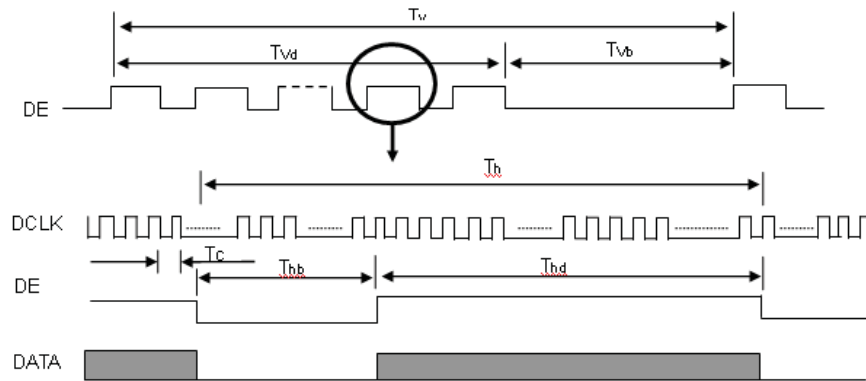 Tv
TVd
TVb
DE
Th
DCLK
TC
Thb
Thd
DE
DATA